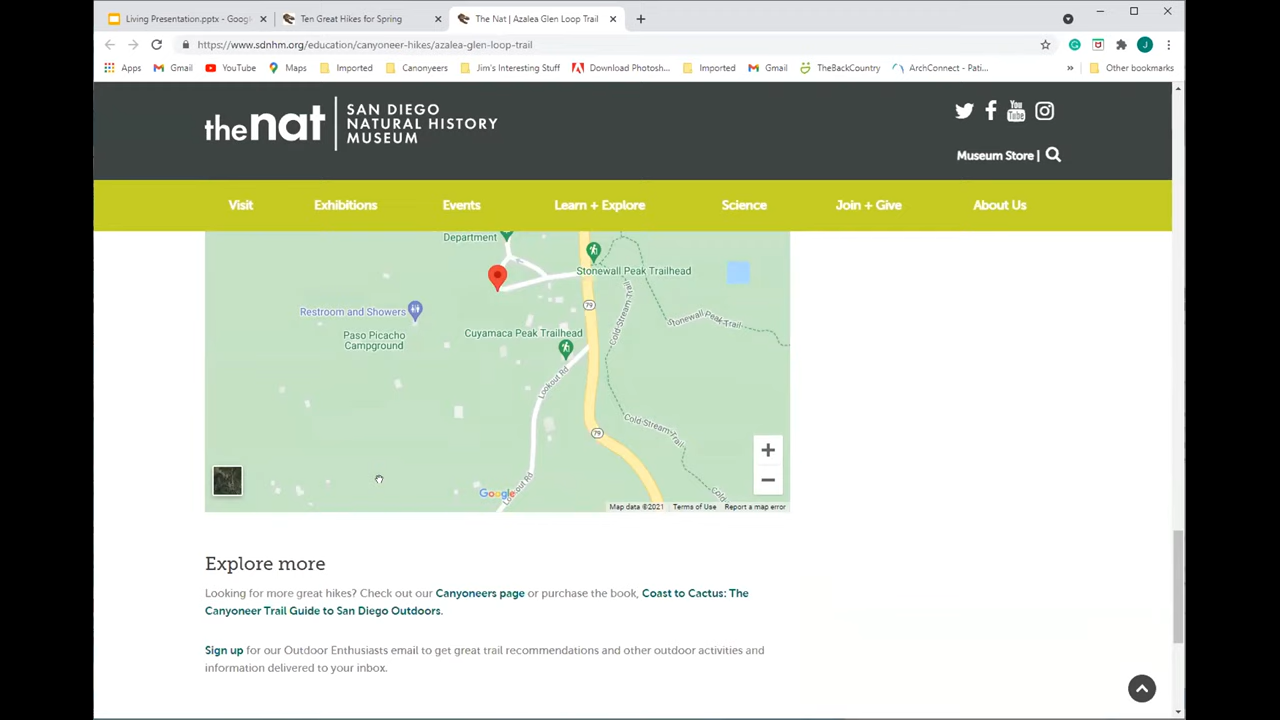 Living Presentation.pptx - Google
Ten Great Hikes for Spring
The Nat | Azalea Glen Loop Trail
https://www.sdnhm.org/education/canyoneer-hikes/azalea-glen-loop-trail
Apps
Gmail
YouTube
Maps
Imported
Canonyeers
Jim's Interesting Stuff
Download Photosh...
Imported
Gmail
TheBackCountry
ArchConnect - Pati...
Other bookmarks
the nat
SAN DIEGO
NATURAL HISTORY
MUSEUM
You
Tube
Museum Store |
Visit
Exhibitions
Events
Learn + Explore
Science
Join + Give
About Us
Department
Stonewall Peak Trailhead
79
Cold-Stream-Trail
Stonewall Peak-Trail
Restroom and Showers
Paso Picacho
Campground
Cuyamaca Peak Trailhead
Lookout Rd
Cold-Stream-Trail
79
Lookout Rd
Google
Map data ©2021
Terms of Use
Report a map error
Explore more
Looking for more great hikes? Check out our Canyoneers page or purchase the book, Coast to Cactus: The
Canyoneer Trail Guide to San Diego Outdoors.
Sign up for our Outdoor Enthusiasts email to get great trail recommendations and other outdoor activities and
information delivered to your inbox.